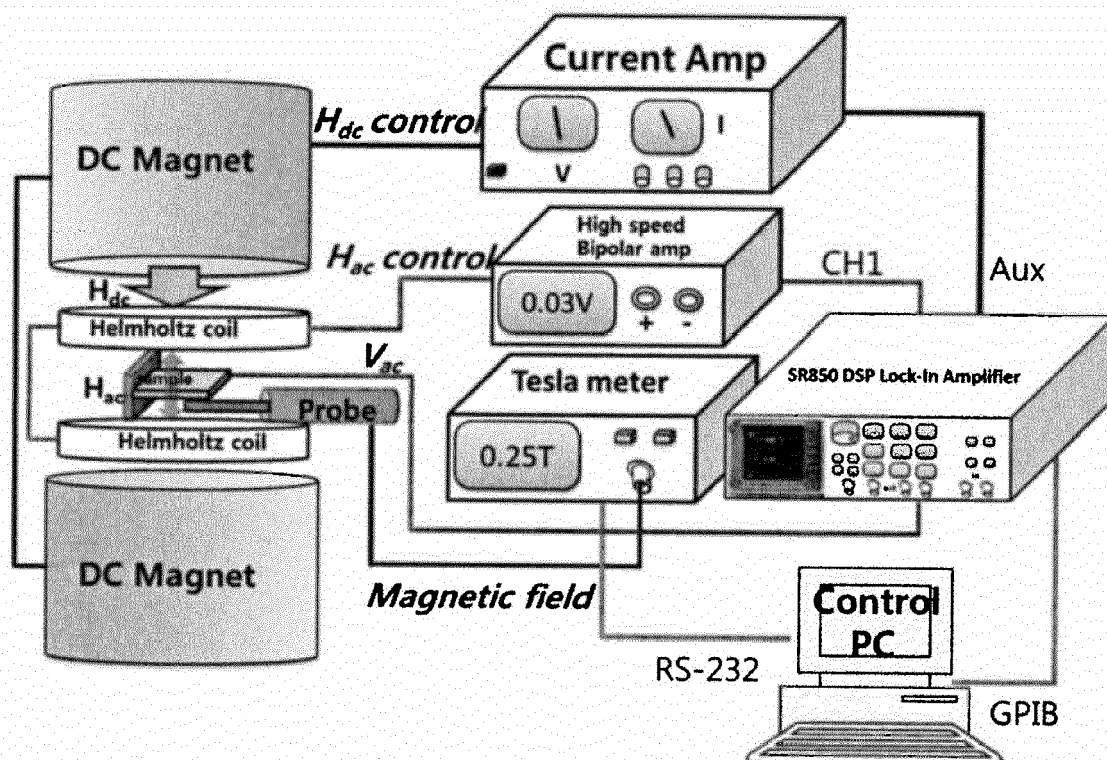 Current Amp
H_dc control
DC Magnet
V
I
High speed
Bipolar amp
H_ac control
CH1
Aux
0.03V
+ -
H_dc
Helmholtz coil
V_ac
Tesla meter
SR850 DSP Lock-In Amplifier
sample
H_ac
Probe
Helmholtz coil
0.25T
DC Magnet
Magnetic field
Control
PC
RS-232
GPIB